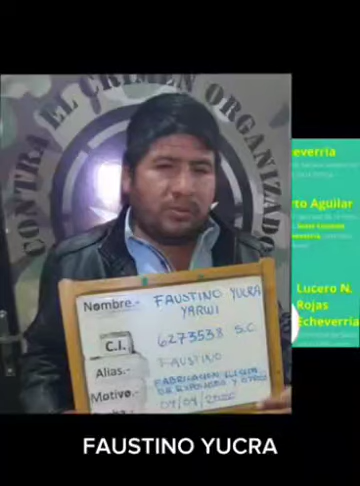 CONTRA EL CRIMEN ORGANIZADO
everría
to Aguilar
Lucero N.
Rojas
Echeverria
Nombre.- FAUSTINO YUCRA
YARWI
C.I. 6273538 S.C.
Alias.- FAUSTINO
Motivo.- FABRICACION ILICITA
DE EXPLOSIVOS Y OTROS
FAUSTINO YUCRA